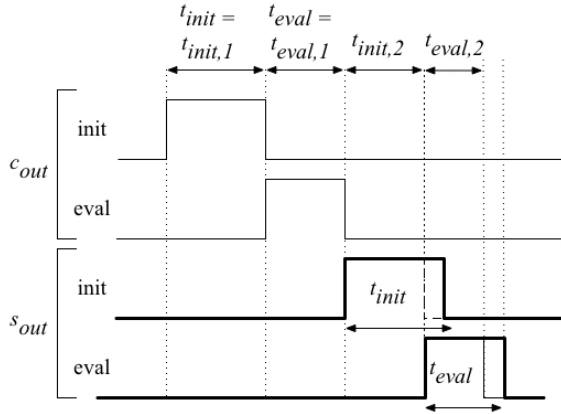 t_init = t_eval =
t_init,1 t_eval,1 t_init,2 t_eval,2
init
c_out
eval
init
t_init
s_out
eval
t_eval